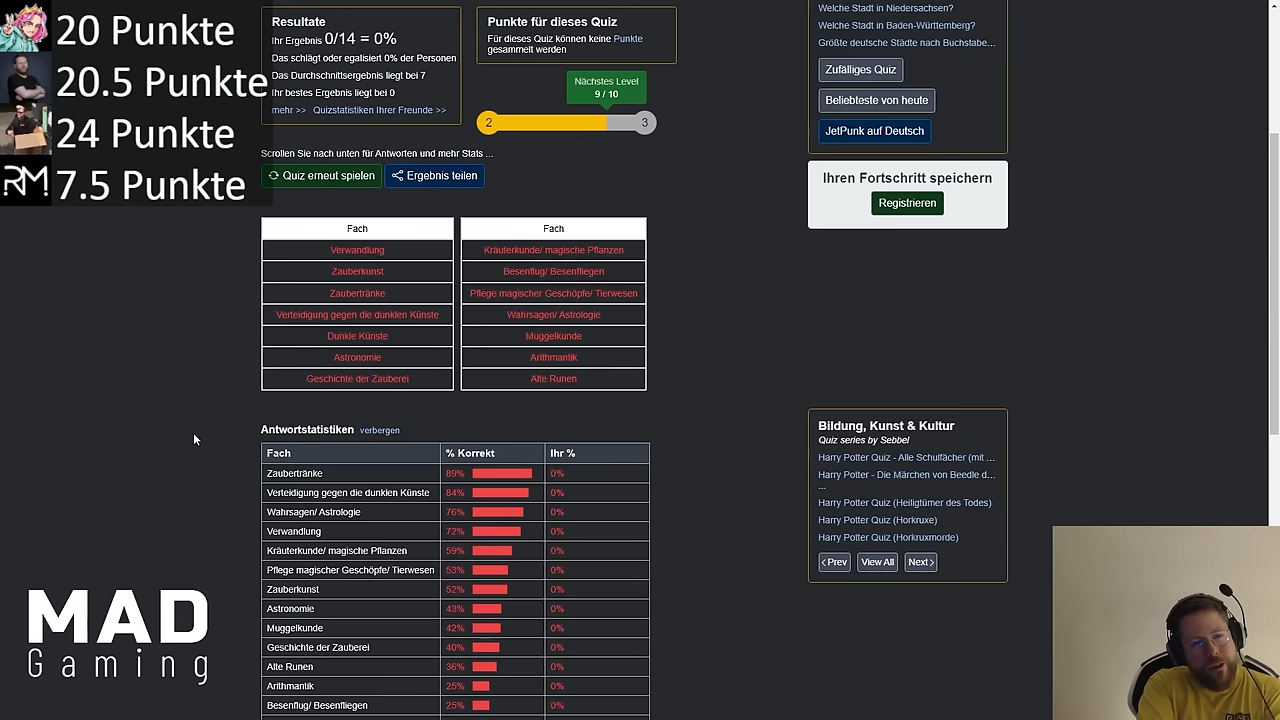 20 Punkte
20.5 Punkte
24 Punkte
RM 7.5 Punkte
Resultate
Ihr Ergebnis 0/14 = 0%
Das schlägt oder egalisiert 0% der Personen
Das Durchschnittsergebnis liegt bei 7
Ihr bestes Ergebnis liegt bei 0
mehr >> Quizstatistiken Ihrer Freunde >>
Punkte für dieses Quiz
Für dieses Quiz können keine Punkte
gesammelt werden
Nächstes Level
9 / 10
2 3
Scrollen Sie nach unten für Antworten und mehr Stats ...
Quiz erneut spielen Ergebnis teilen
Fach Fach
Verwandlung Kräuterkunde/ magische Pflanzen
Zauberkunst Besenflug/ Besenfliegen
Zaubertränke Pflege magischer Geschöpfe/ Tierwesen
Verteidigung gegen die dunklen Künste Wahrsagen/ Astrologie
Dunkle Künste Muggelkunde
Astronomie Arithmantik
Geschichte der Zauberei Alte Runen
Antwortstatistiken verbergen
Fach % Korrekt Ihr %
Zaubertränke 89% 0%
Verteidigung gegen die dunklen Künste 84% 0%
Wahrsagen/ Astrologie 76% 0%
Verwandlung 72% 0%
Kräuterkunde/ magische Pflanzen 59% 0%
Pflege magischer Geschöpfe/ Tierwesen 53% 0%
Zauberkunst 52% 0%
Astronomie 43% 0%
Muggelkunde 42% 0%
Geschichte der Zauberei 40% 0%
Alte Runen 36% 0%
Arithmantik 25% 0%
Besenflug/ Besenfliegen 25% 0%
Welche Stadt in Niedersachsen?
Welche Stadt in Baden-Württemberg?
Größte deutsche Städte nach Buchstabe...
Zufälliges Quiz
Beliebteste von heute
JetPunk auf Deutsch
Ihren Fortschritt speichern
Registrieren
Bildung, Kunst & Kultur
Quiz series by Sebbel
Harry Potter Quiz - Alle Schulfächer (mit ...
Harry Potter - Die Märchen von Beedle d...
...
Harry Potter Quiz (Heiligtümer des Todes)
Harry Potter Quiz (Horkruxe)
Harry Potter Quiz (Horkruxmorde)
Prev View All Next
MAD
Gaming